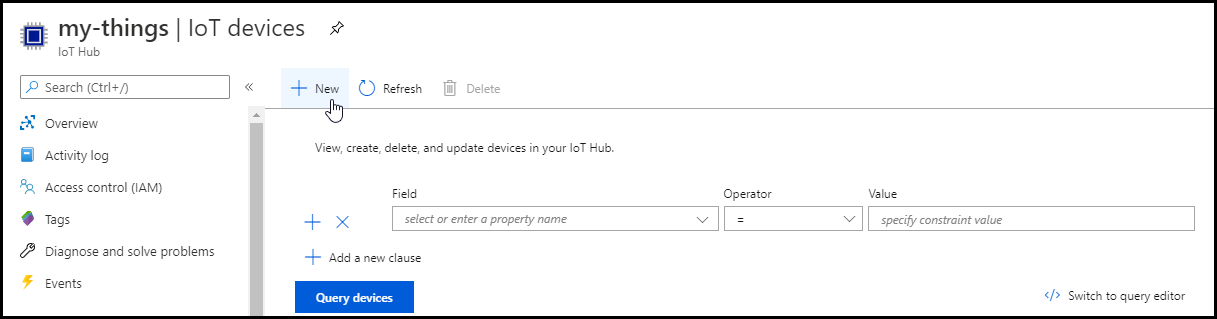 my-things | IoT devices
IoT Hub
Search (Ctrl+/)
«
New
Refresh
Delete
Overview
Activity log
Access control (IAM)
Tags
Diagnose and solve problems
Events
View, create, delete, and update devices in your IoT Hub.
Field
Operator
Value
select or enter a property name
=
specify constraint value
Add a new clause
Query devices
</> Switch to query editor